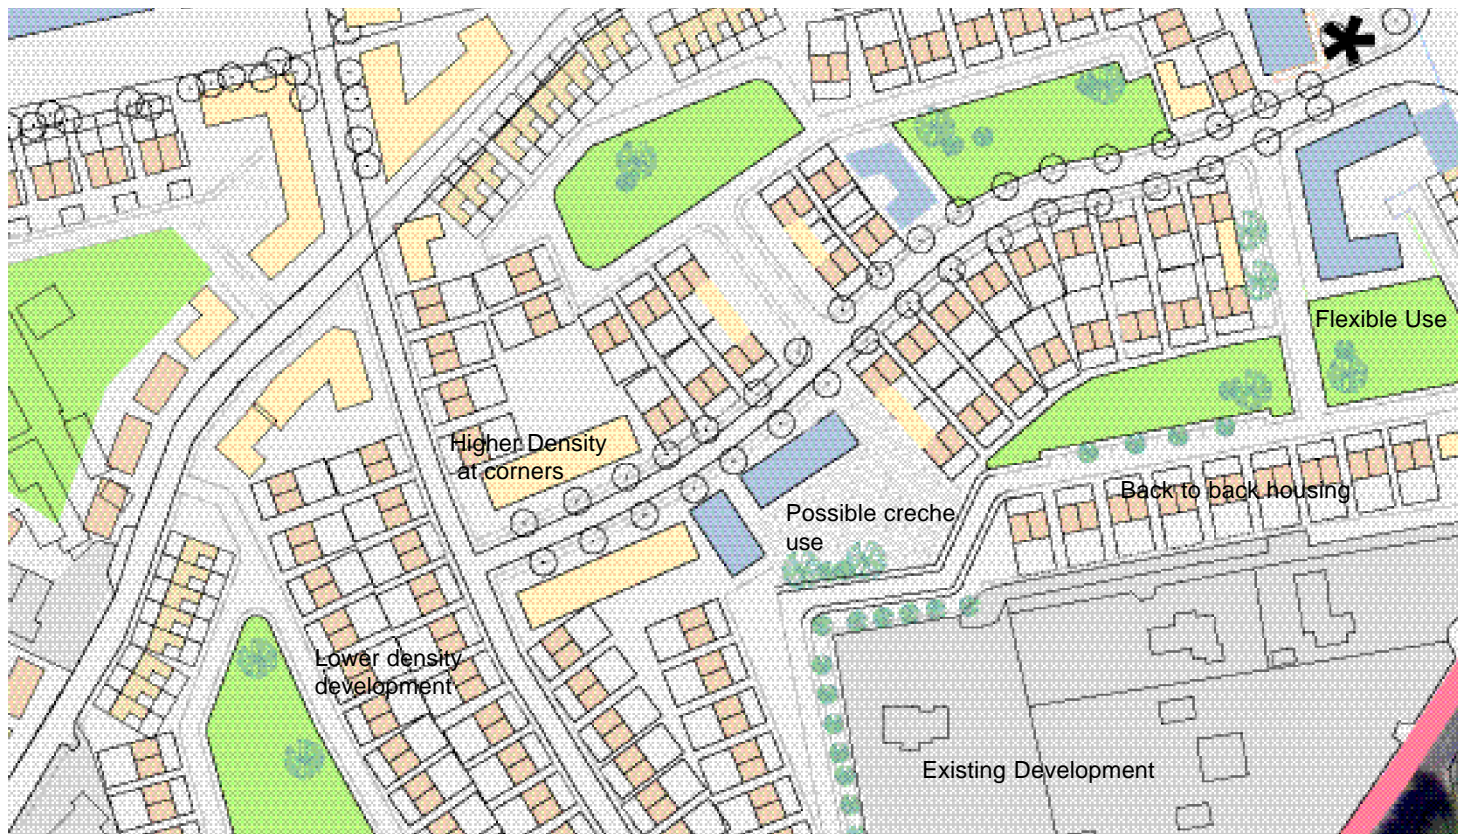 Flexible Use
Higher Density
at corners
Back to back housing
Possible creche
use
Lower density
development
Existing Development